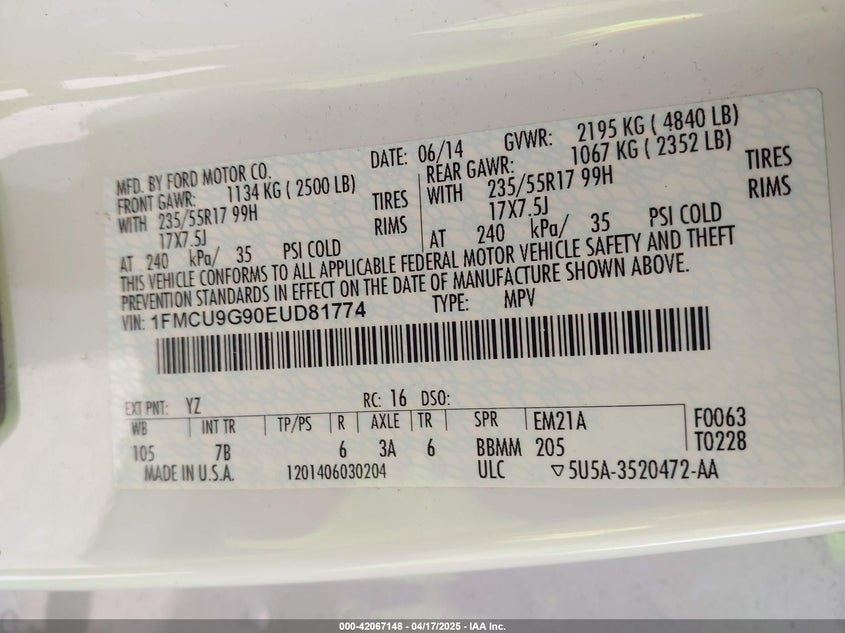 MFD. BY FORD MOTOR CO. DATE: 06/14 GVWR: 2195 KG ( 4840 LB)
FRONT GAWR: 1134 KG ( 2500 LB) REAR GAWR: 1067 KG ( 2352 LB)
WITH 235/55R17 99H TIRES WITH 235/55R17 99H TIRES
17X7.5J RIMS 17X7.5J RIMS
AT 240 kPa/ 35 PSI COLD AT 240 kPa/ 35 PSI COLD
THIS VEHICLE CONFORMS TO ALL APPLICABLE FEDERAL MOTOR VEHICLE SAFETY AND THEFT
PREVENTION STANDARDS IN EFFECT ON THE DATE OF MANUFACTURE SHOWN ABOVE.
VIN: 1FMCU9G90EUD81774 TYPE: MPV
EXT PNT: YZ RC: 16 DSO:
WB INT TR TP/PS R AXLE TR SPR EM21A F0063
105 7B 6 3A 6 BBMM 205 T0228
MADE IN U.S.A. 1201406030204 ULC ▽5U5A-3520472-AA
000-42067148 - 04/17/2025 - IAA Inc.